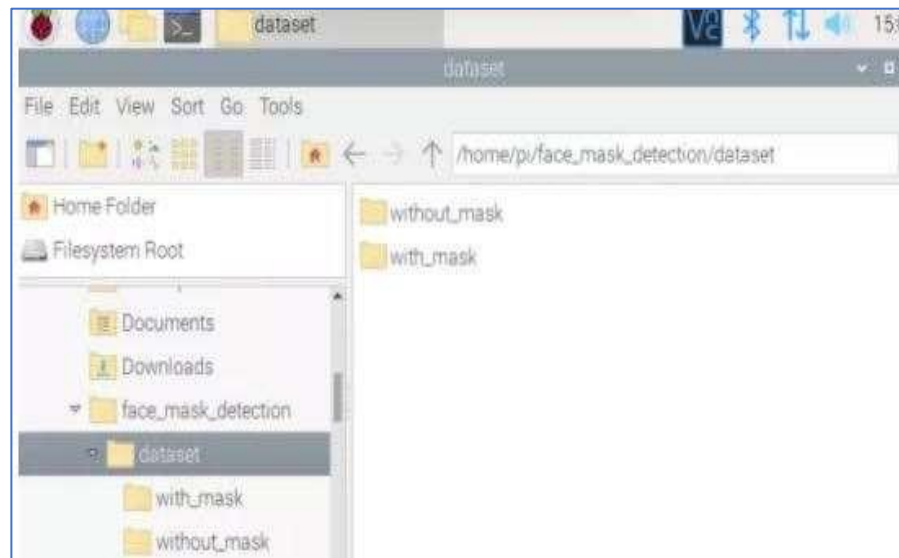 dataset
15:
dataset
File Edit View Sort Go Tools
/home/pi/face_mask_detection/dataset
Home Folder
Filesystem Root
Documents
Downloads
face_mask_detection
dataset
with_mask
without_mask
without_mask
with_mask